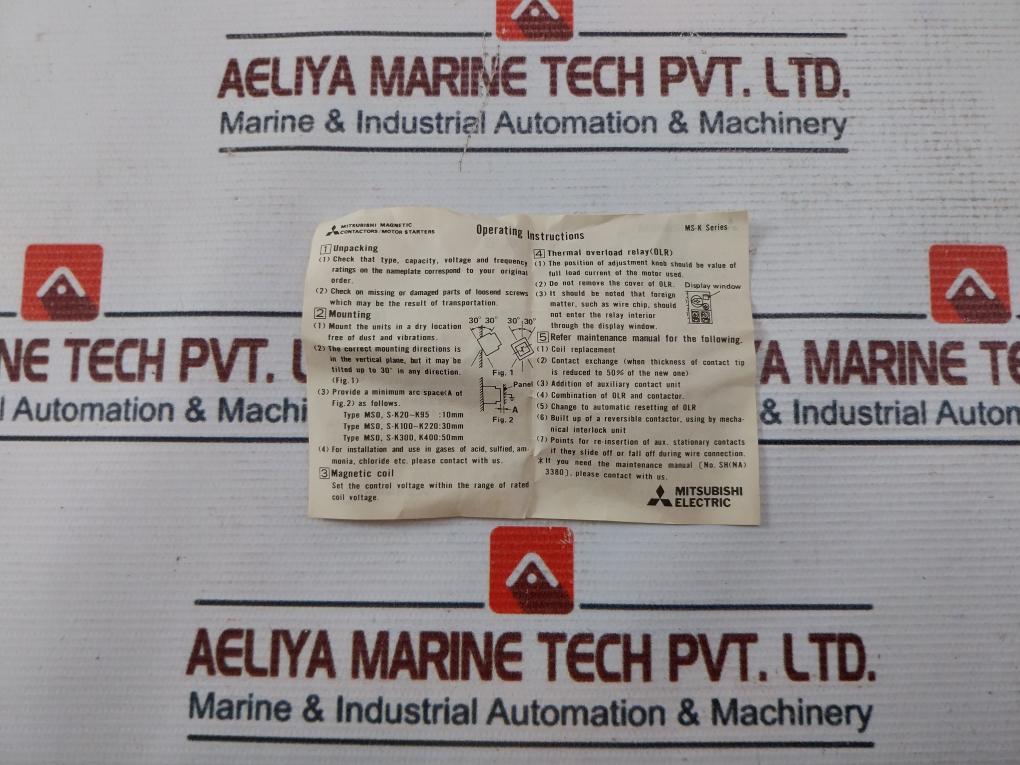 AELIYA MARINE TECH PVT. LTD.
Marine & Industrial Automation & Machinery
MITSUBISHI MAGNETIC
CONTACTORS/MOTOR STARTERS
Operating Instructions
MS-K Series
1 Unpacking
(1) Check that type, capacity, voltage and frequency
ratings on the nameplate correspond to your original
order.
(2) Check on missing or damaged parts of loosend screws
which may be the result of transportation.
2 Mounting
(1) Mount the units in a dry location
free of dust and vibrations.
(2) The correct mounting directions is
in the vertical plane, but it may be
tilted up to 30° in any direction.
(Fig. 1)
(3) Provide a minimum arc space(A of
Fig. 2) as follows.
Type MSO, S-K20~K95 :10mm
Type MSO, S-K100~K220:30mm
Type MSO, S-K300, K400:50mm
(4) For installation and use in gases of acid, sulfied, am-
monia, chloride etc. please contact with us.
3 Magnetic coil
Set the control voltage within the range of rated
coil voltage.
30° 30° 30° 30°
Fig. 1
Panel
A
Fig. 2
4 Thermal overload relay(OLR)
(1) The position of adjustment knob should be value of
full load current of the motor used.
(2) Do not remove the cover of OLR.
(3) It should be noted that foreign
matter, such as wire chip, should
not enter the relay interior
through the display window.
Display window
5 Refer maintenance manual for the following.
(1) Coil replacement
(2) Contact exchange (when thickness of contact tip
is reduced to 50% of the new one)
(3) Addition of auxiliary contact unit
(4) Combination of OLR and contactor.
(5) Change to automatic resetting of OLR
(6) Built up of a reversible contactor, using by mecha-
nical interlock unit
(7) Points for re-insertion of aux. stationary contacts
if they slide off or fall off during wire connection.
*If you need the maintenance manual [No. SH(NA)
3380], please contact with us.
MITSUBISHI
ELECTRIC
NE TECH PVT. L
l Automation & Machi
A MARINE TE
& Industrial Autom
AELIYA MARINE TECH PVT. LTD.
Marine & Industrial Automation & Machinery